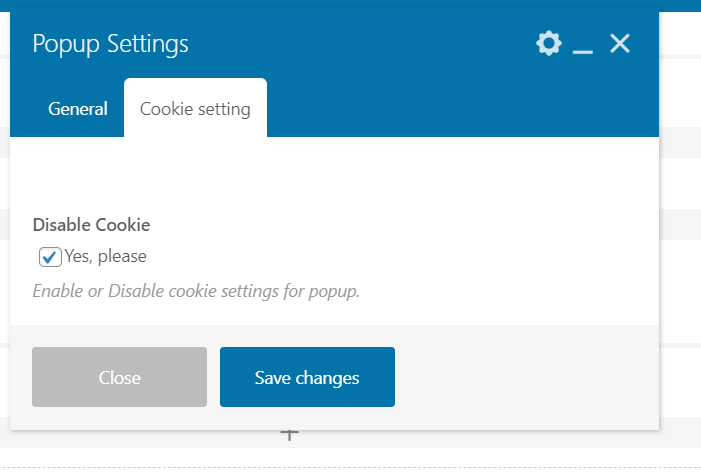 Popup Settings
General
Cookie setting
Disable Cookie
Yes, please
Enable or Disable cookie settings for popup.
Close
Save changes